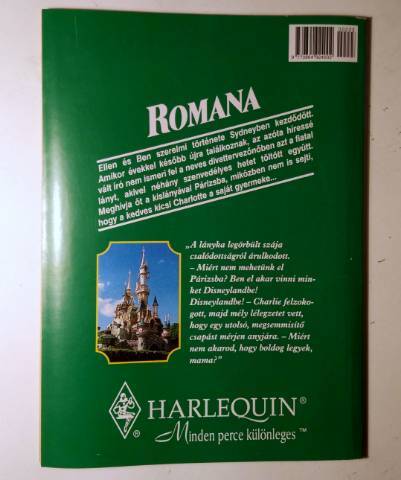 ROMANA
Ellen és Ben szerelmi története Sydneyben kezdődött.
Amikor évekkel később újra találkoznak, az azóta híressé
vált író nem ismeri fel a neves divattervezőnőben azt a fiatal
lányt, akivel néhány szenvedélyes hetet töltött együtt.
Meghívja őt a kislányával Párizsba, miközben nem is sejti,
hogy a kedves kicsi Charlotte a saját gyermeke...
„A lányka legörbült szája
csalódottságról árulkodott.
– Miért nem mehetünk el
Párizsba? Ben el akar vinni min-
ket Disneylandbe!
Disneylandbe! – Charlie felzoko-
gott, majd mély lélegzetet vett,
hogy egy utolsó, megsemmisítő
csapást mérjen anyjára. – Miért
nem akarod, hogy boldog legyek,
mama?”
HARLEQUIN®
®
Minden perce különleges™